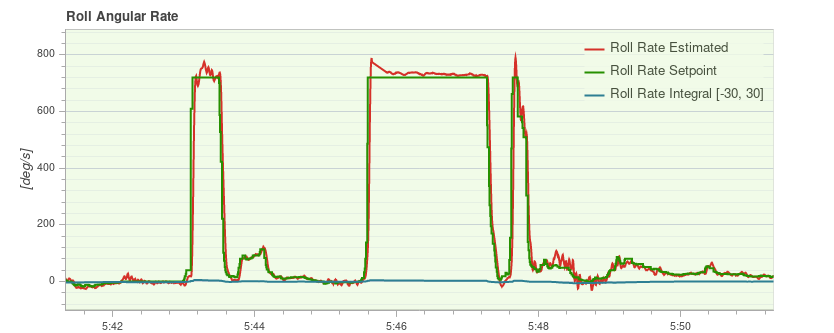 Roll Angular Rate
Roll Rate Estimated
Roll Rate Setpoint
Roll Rate Integral [-30, 30]
[deg/s]
800
600
400
200
0
5:42
5:44
5:46
5:48
5:50